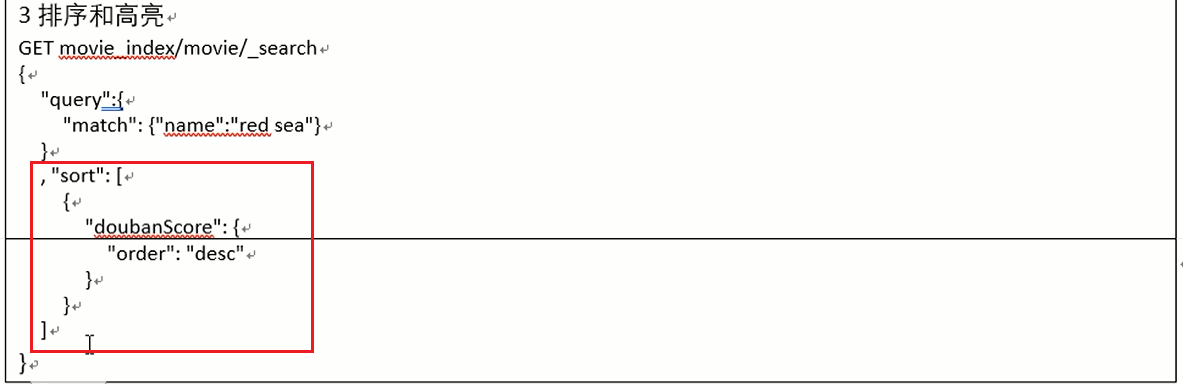 3 排序和高亮
GET movie_index/movie/_search
{
"query":{
"match": {"name":"red sea"}
}
, "sort": [
{
"doubanScore": {
"order": "desc"
}
}
]
}